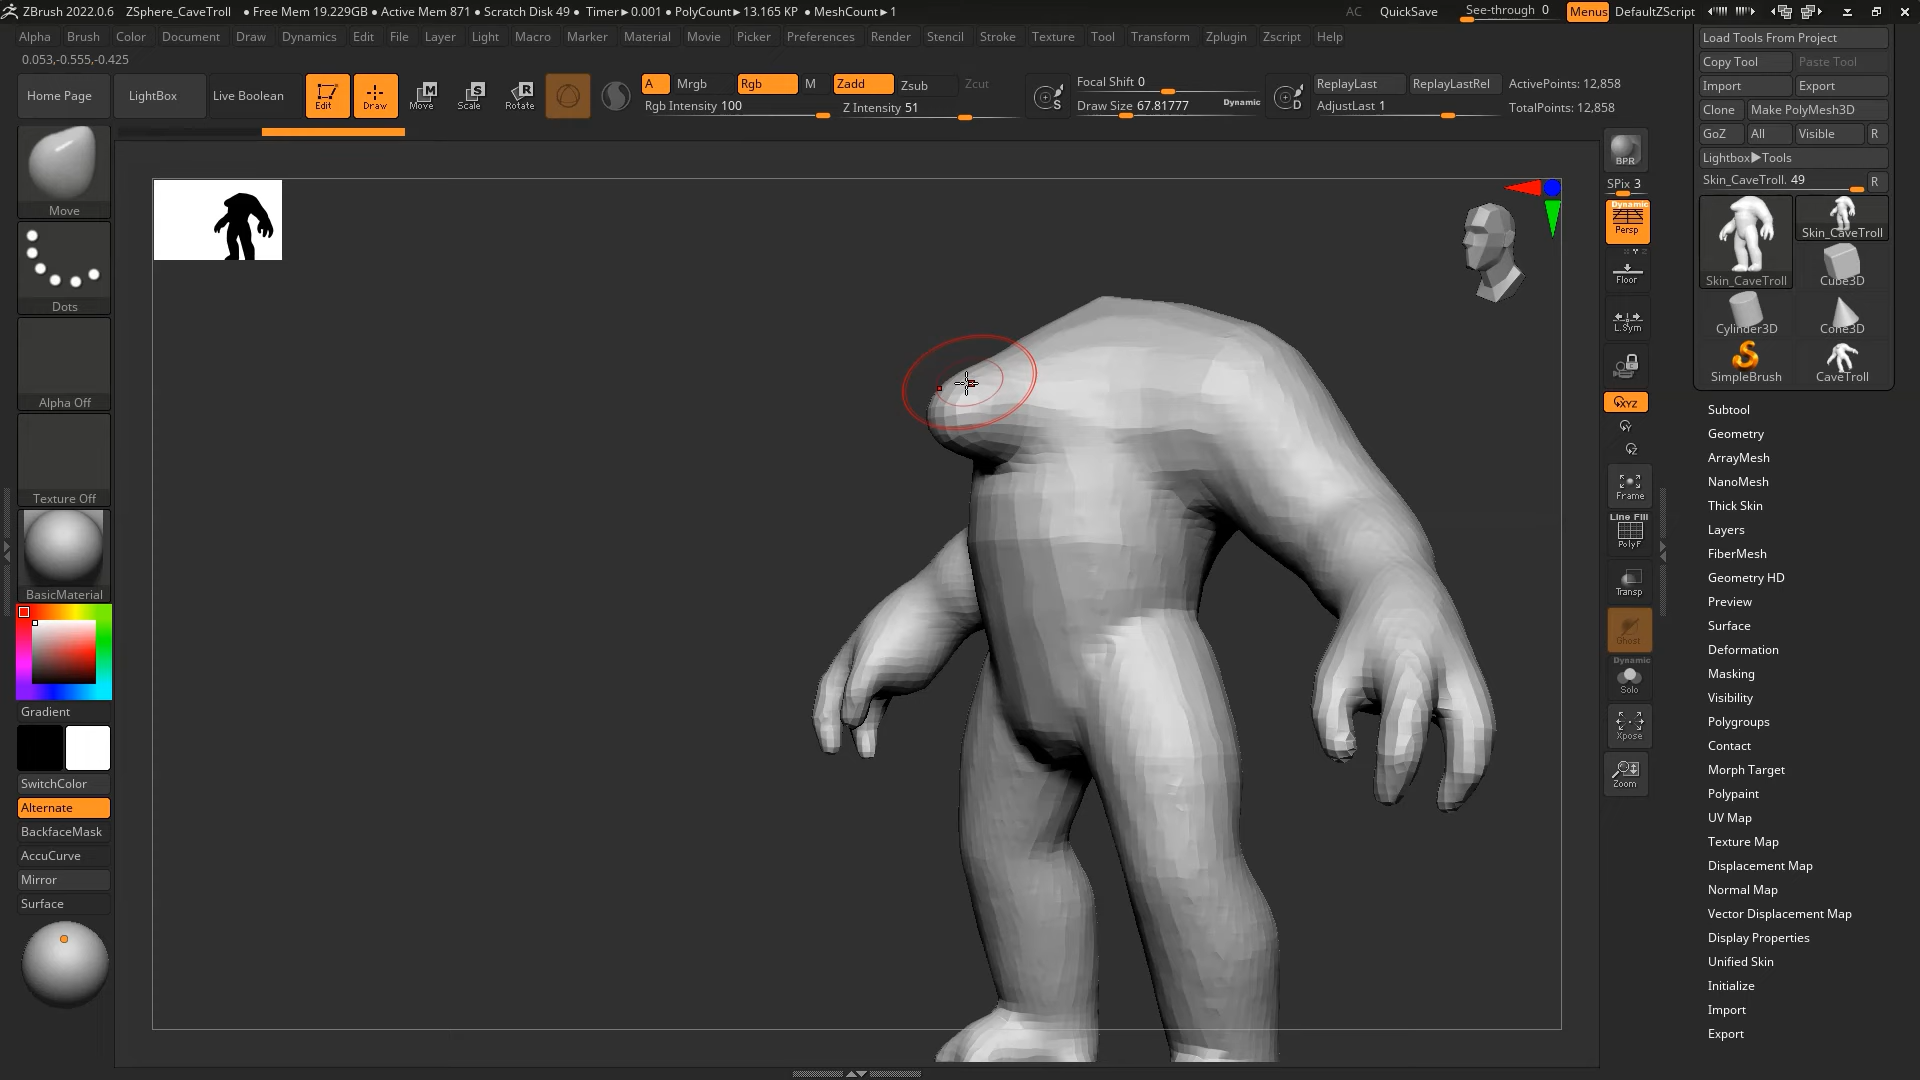 ZBrush 2022.0.6 ZSphere_CaveTroll ● Free Mem 19.229GB ● Active Mem 871 ● Scratch Disk 49 ● Timer▸0.001 ● PolyCount▸13.165 KP ● MeshCount▸1 AC QuickSave See-through 0 Menus DefaultZScript
Alpha Brush Color Document Draw Dynamics Edit File Layer Light Macro Marker Material Movie Picker Preferences Render Stencil Stroke Texture Tool Transform Zplugin Zscript Help
0.053,-0.555,-0.425
Home Page LightBox Live Boolean Edit Draw Move Scale Rotate
M S R
A Mrgb Rgb M Zadd Zsub Zcut
Rgb Intensity 100 Z Intensity 51
S Focal Shift 0
Draw Size 67.81777 Dynamic
D ReplayLast ReplayLastRel
AdjustLast 1
ActivePoints: 12,858
TotalPoints: 12,858
Move
Dots
Alpha Off
Texture Off
BasicMaterial
Gradient
SwitchColor
Alternate
BackfaceMask
AccuCurve
Mirror
Surface
BPR
SPix 3
Dynamic
Persp
Floor
L.Sym
XYZ
Y
Z
Frame
Line Fill
PolyF
Transp
Ghost
Dynamic
Solo
Xpose
Zoom
Load Tools From Project
Copy Tool Paste Tool
Import Export
Clone Make PolyMesh3D
GoZ All Visible R
Lightbox▸Tools
Skin_CaveTroll. 49 R
Skin_CaveTroll
Skin_CaveTroll Cube3D
Cylinder3D Cone3D
SimpleBrush CaveTroll
Subtool
Geometry
ArrayMesh
NanoMesh
Thick Skin
Layers
FiberMesh
Geometry HD
Preview
Surface
Deformation
Masking
Visibility
Polygroups
Contact
Morph Target
Polypaint
UV Map
Texture Map
Displacement Map
Normal Map
Vector Displacement Map
Display Properties
Unified Skin
Initialize
Import
Export